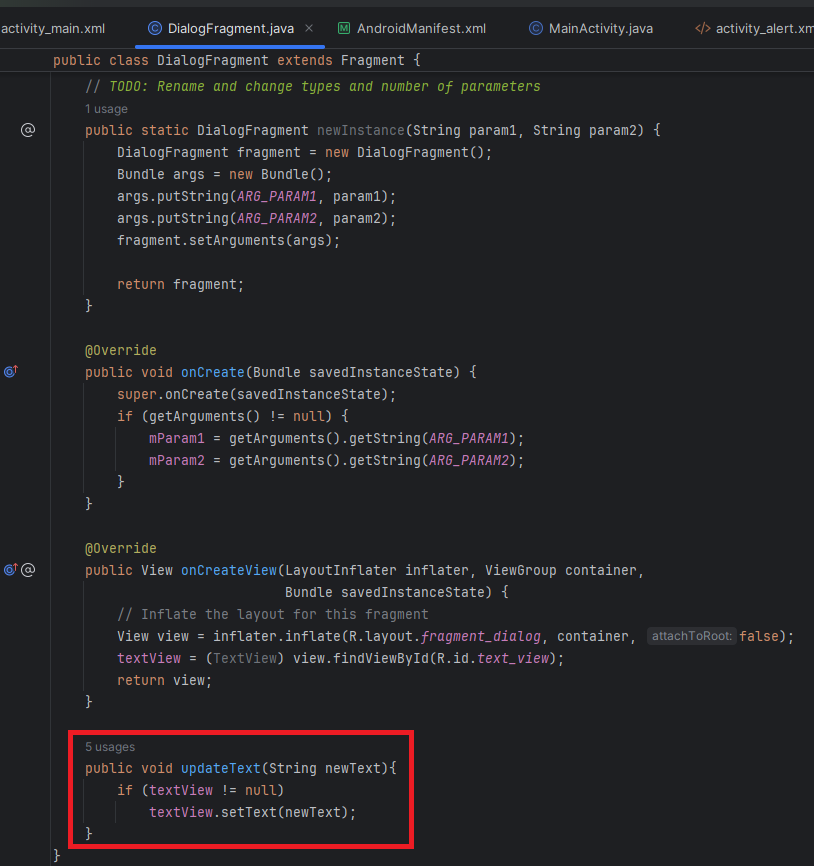 activity_main.xml DialogFragment.java AndroidManifest.xml MainActivity.java activity_alert.xm
public class DialogFragment extends Fragment {
// TODO: Rename and change types and number of parameters
1 usage
public static DialogFragment newInstance(String param1, String param2) {
DialogFragment fragment = new DialogFragment();
Bundle args = new Bundle();
args.putString(ARG_PARAM1, param1);
args.putString(ARG_PARAM2, param2);
fragment.setArguments(args);
return fragment;
}
@Override
public void onCreate(Bundle savedInstanceState) {
super.onCreate(savedInstanceState);
if (getArguments() != null) {
mParam1 = getArguments().getString(ARG_PARAM1);
mParam2 = getArguments().getString(ARG_PARAM2);
}
}
@Override
public View onCreateView(LayoutInflater inflater, ViewGroup container,
Bundle savedInstanceState) {
// Inflate the layout for this fragment
View view = inflater.inflate(R.layout.fragment_dialog, container, attachToRoot: false);
textView = (TextView) view.findViewById(R.id.text_view);
return view;
}
5 usages
public void updateText(String newText){
if (textView != null)
textView.setText(newText);
}
}